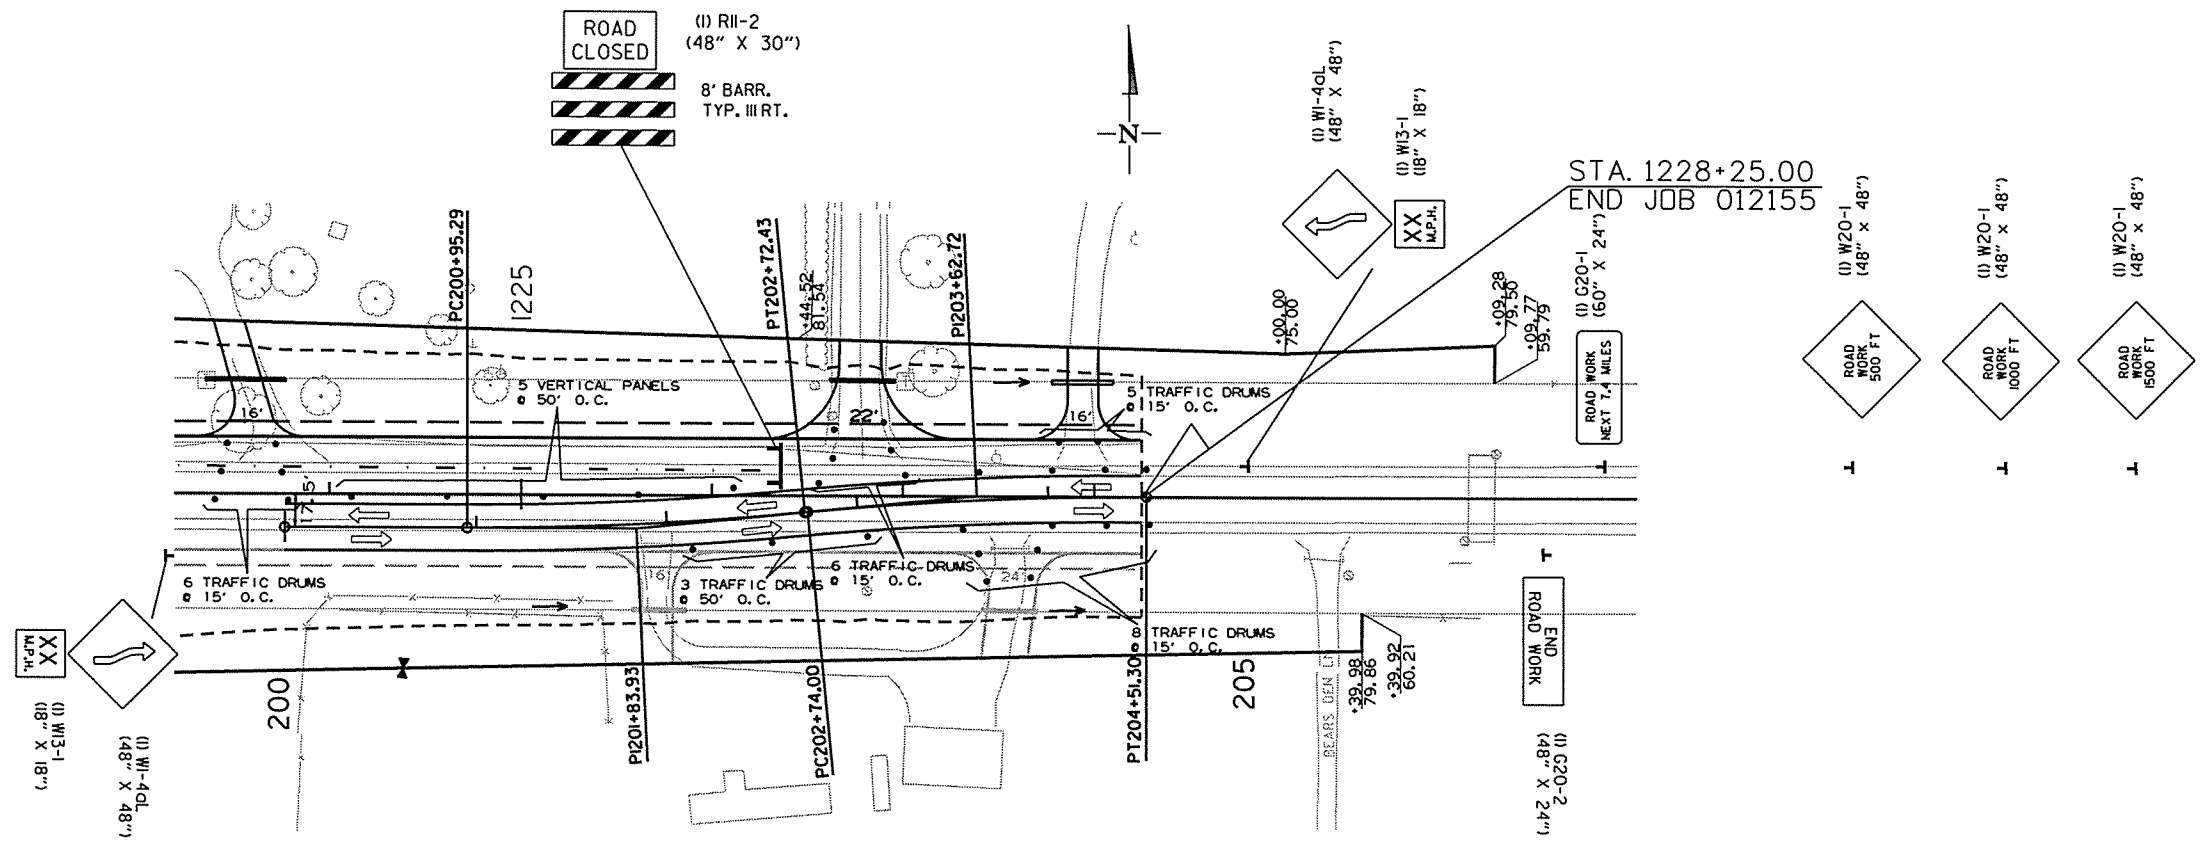 ROAD
CLOSED
(1) R11-2
(48" X 30")
8' BARR.
TYP. III RT.
N
(1) W1-4aL
(48" X 48")
(1) W13-1
(18" X 18")
XX
M.P.H.
STA. 1228+25.00
END JOB 012155
(1) G20-1
(60" X 24")
ROAD WORK
NEXT 7.4 MILES
(1) W20-1
(48" x 48")
ROAD
WORK
500 FT
(1) W20-1
(48" x 48")
ROAD
WORK
1000 FT
(1) W20-1
(48" x 48")
ROAD
WORK
1500 FT
PC200+95.29
1225
PT202+72.43
+44.52
81.54
PI203+62.72
+00.00
75.00
+09.28
79.50
+09.77
59.79
5 VERTICAL PANELS
@ 50' O.C.
5 TRAFFIC DRUMS
@ 15' O.C.
16'
22'
16'
17.5'
6 TRAFFIC DRUMS
@ 15' O.C.
3 TRAFFIC DRUMS
@ 50' O.C.
6 TRAFFIC DRUMS
@ 15' O.C.
16'
24'
8 TRAFFIC DRUMS
@ 15' O.C.
XX
M.P.H.
(1) W13-1
(18" X 18")
(1) W1-4aL
(48" X 48")
200
PI201+83.93
PC202+74.00
PT204+51.30
205
BEARS DEN LN
+39.98
79.86
+39.92
60.21
END
ROAD WORK
(1) G20-2
(48" X 24")